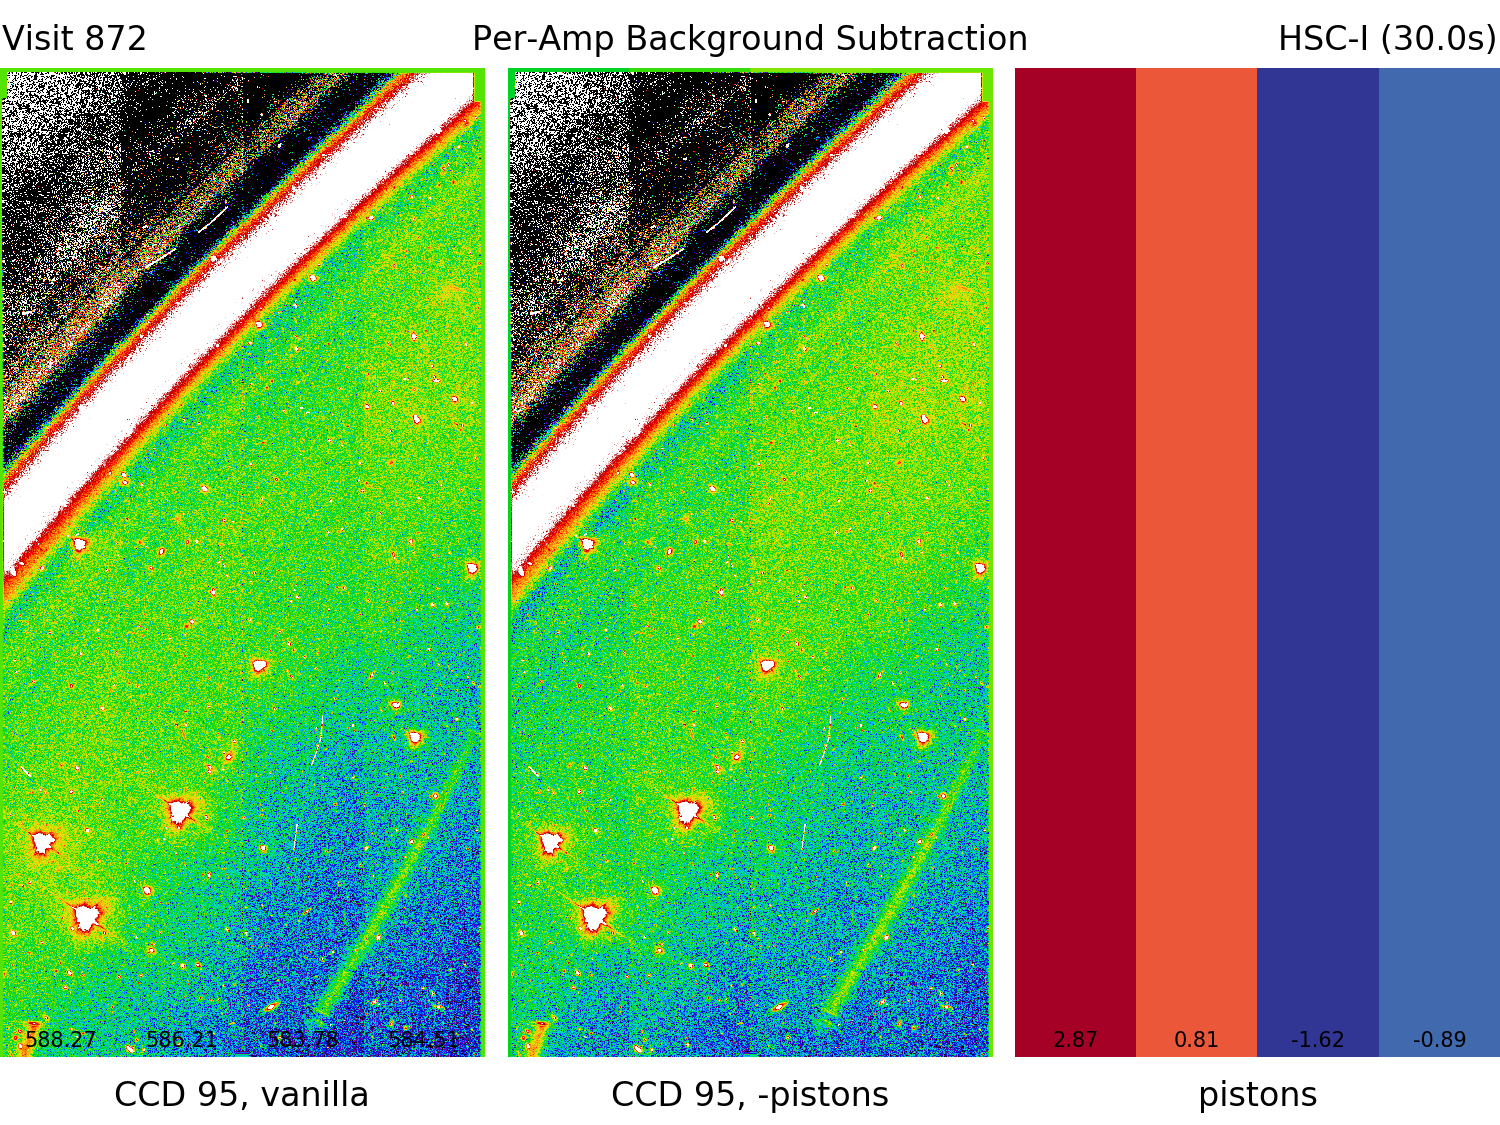 Visit 872 Per-Amp Background Subtraction HSC-I (30.0s)
588.27 586.21 583.78 584.51 2.87 0.81 -1.62 -0.89
CCD 95, vanilla CCD 95, -pistons pistons